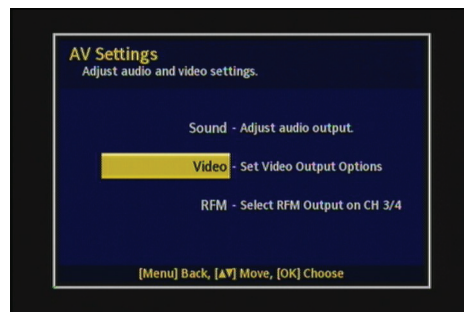 AV Settings
Adjust audio and video settings.
Sound - Adjust audio output.
Video - Set Video Output Options
RFM - Select RFM Output on CH 3/4
[Menu] Back, [▲▼] Move, [OK] Choose